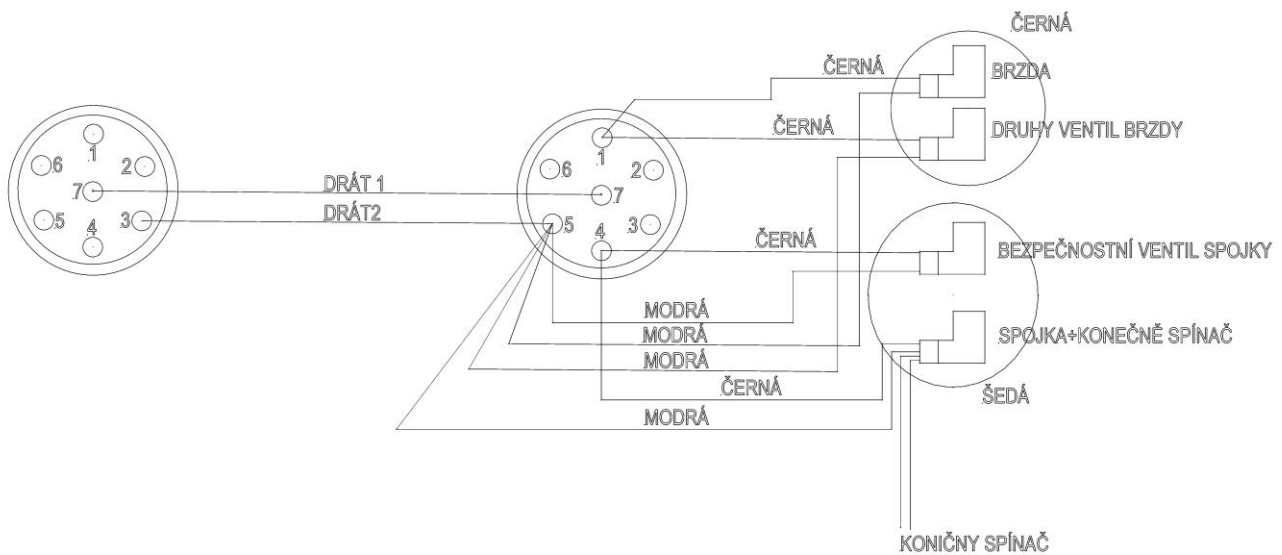 ČERNÁ
ČERNÁ
BRZDA
ČERNÁ
DRUHY VENTIL BRZDY
1
6
2
7
5
3
4
DRÁT 1
DRÁT2
1
6
2
7
5
3
4
ČERNÁ
BEZPEČNOSTNÍ VENTIL SPOJKY
MODRÁ
MODRÁ
MODRÁ
SPOJKA+KONEČNĚ SPÍNAČ
ČERNÁ
ŠEDÁ
MODRÁ
KONIČNY SPÍNAČ